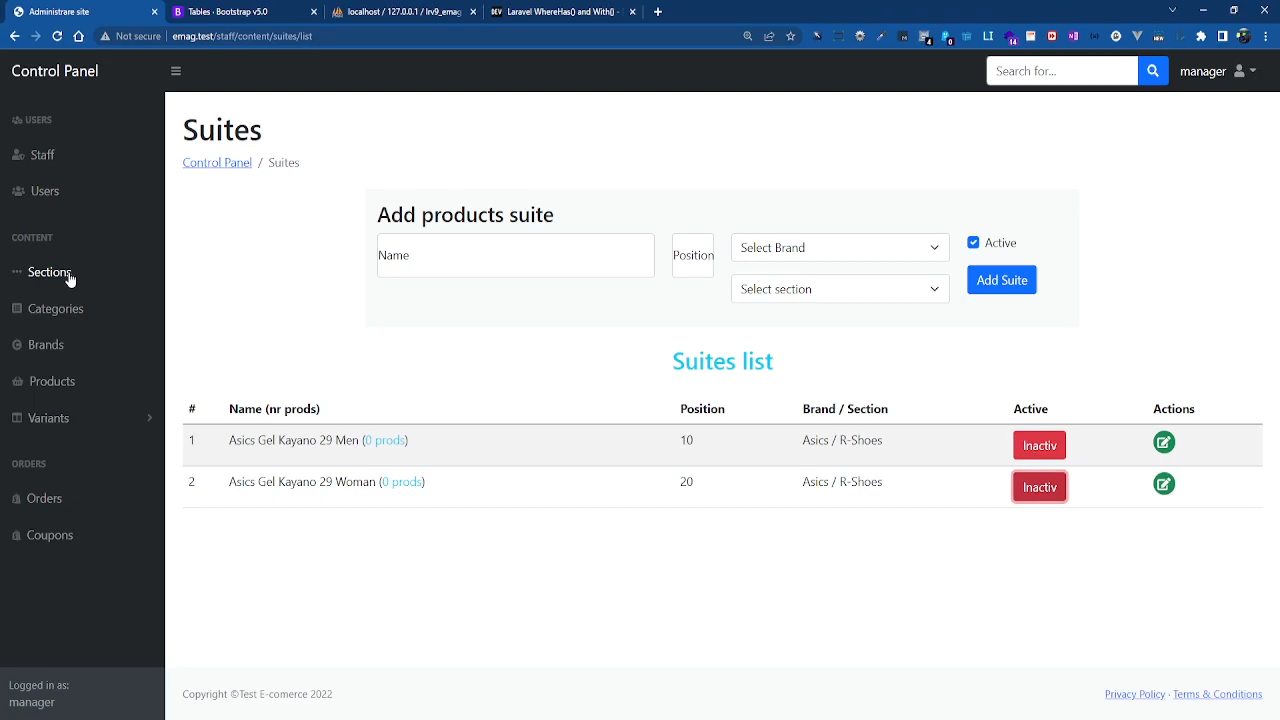 Administrare site
Tables · Bootstrap v5.0
localhost / 127.0.0.1 / lrv9_emag
Laravel WhereHas() and With() -
Not secure
emag.test/staff/content/suites/list
Control Panel
Search for...
manager
USERS
Staff
Users
CONTENT
Sections
Categories
Brands
Products
Variants
ORDERS
Orders
Coupons
Logged in as:
manager
Suites
Control Panel / Suites
Add products suite
Name
Position
Select Brand
Select section
Active
Add Suite
Suites list
# Name (nr prods) Position Brand / Section Active Actions
1 Asics Gel Kayano 29 Men (0 prods) 10 Asics / R-Shoes Inactiv
2 Asics Gel Kayano 29 Woman (0 prods) 20 Asics / R-Shoes Inactiv
Copyright ©Test E-comerce 2022
Privacy Policy · Terms & Conditions